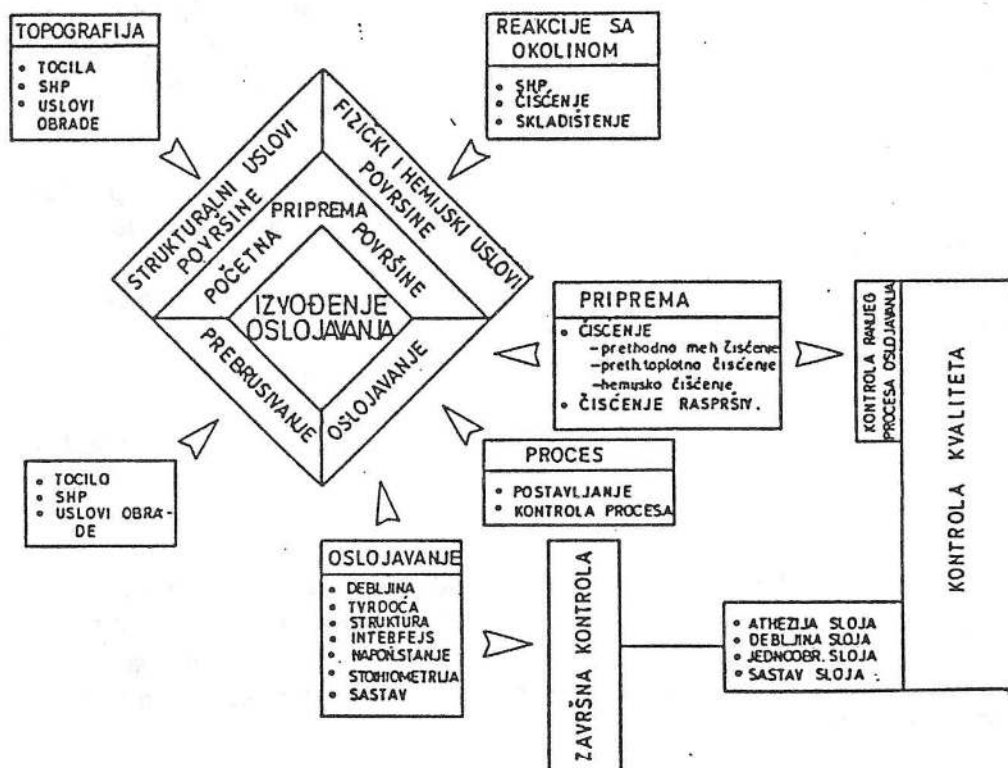 TOPOGRAFIJA
• TOCILA
• SHP
• USLOVI
OBRADE
REAKCIJE SA
OKOLINOM
• SHP
• ČIŠĆENJE
• SKLADIŠTENJE
STRUKTURALNI USLOVI
POVRŠINE
FIZICKI I HEMIJSKI USLOVI
POVRSINE
POČETNA
PRIPREMA
POVRŠINE
IZVOĐENJE
OSLOJAVANJA
PREBRUSIVANJE
OSLOJAVANJE
PRIPREMA
• ČIŠĆENJE
-prethodno meh čišćenje
-preth.toplotno čišćenje
-hemijsko čišćenje
• ČIŠĆENJE RASPRŠIV.
KONTROLA RANIJEG
PROCESA OSLOJAVANJA
KONTROLA KVALITETA
• TOCILO
• SHP
• USLOVI OBRA-
DE
PROCES
• POSTAVLJANJE
• KONTROLA PROCESA
OSLOJAVANJE
• DEBLJINA
• TVRDOĆA
• STRUKTURA
• INTERFEJS
• STOHIOMETRIJA
• SASTAV
ZAVRŠNA KONTROLA
• ATHEZIJA SLOJA
• DEBLJINA SLOJA
• JEDNOOBR. SLOJA
• SASTAV SLOJA